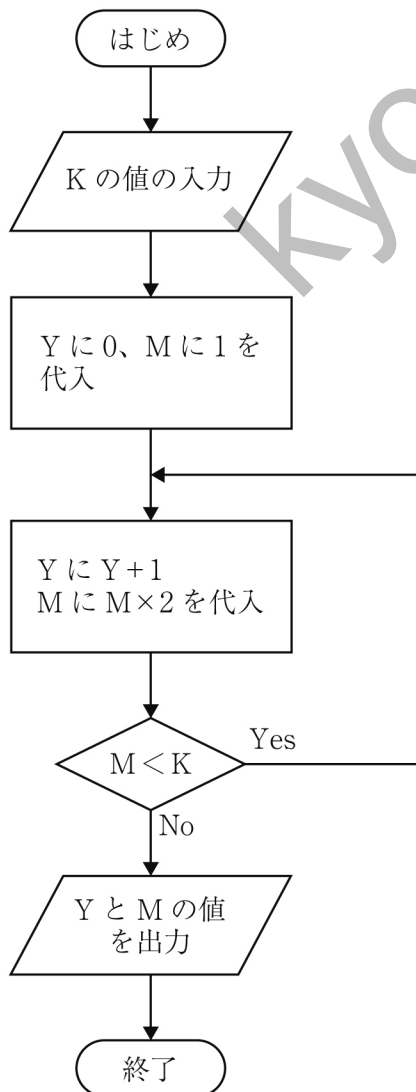 はじめ
K の値の入力
Y に 0、M に 1 を
代入
Y に Y+1
M に M×2 を代入
M<K
Yes
No
Y と M の値
を出力
終了
kyo